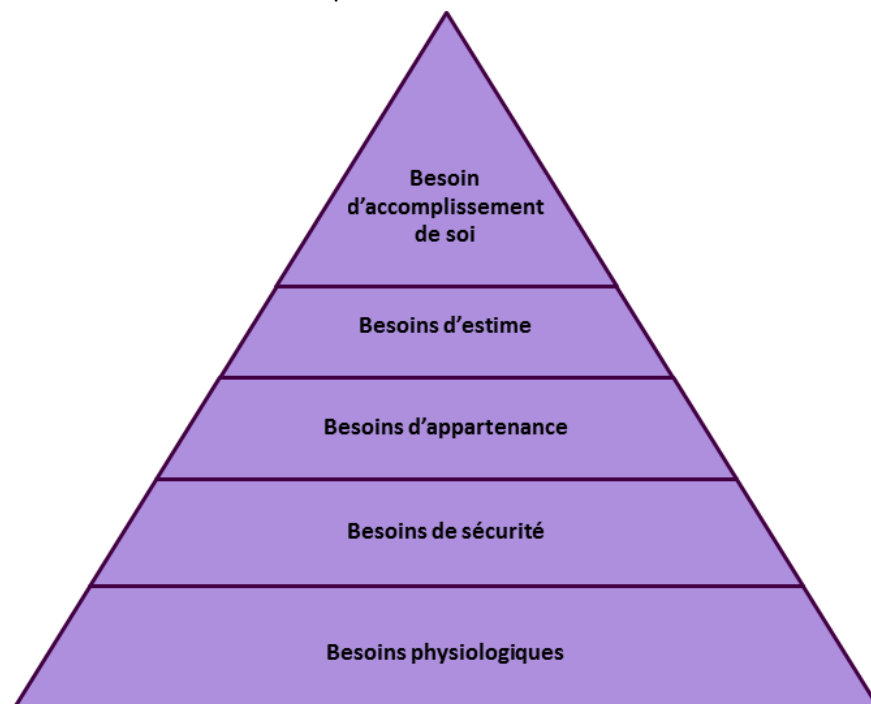 Besoin
d’accomplissement
de soi
Besoins d’estime
Besoins d’appartenance
Besoins de sécurité
Besoins physiologiques